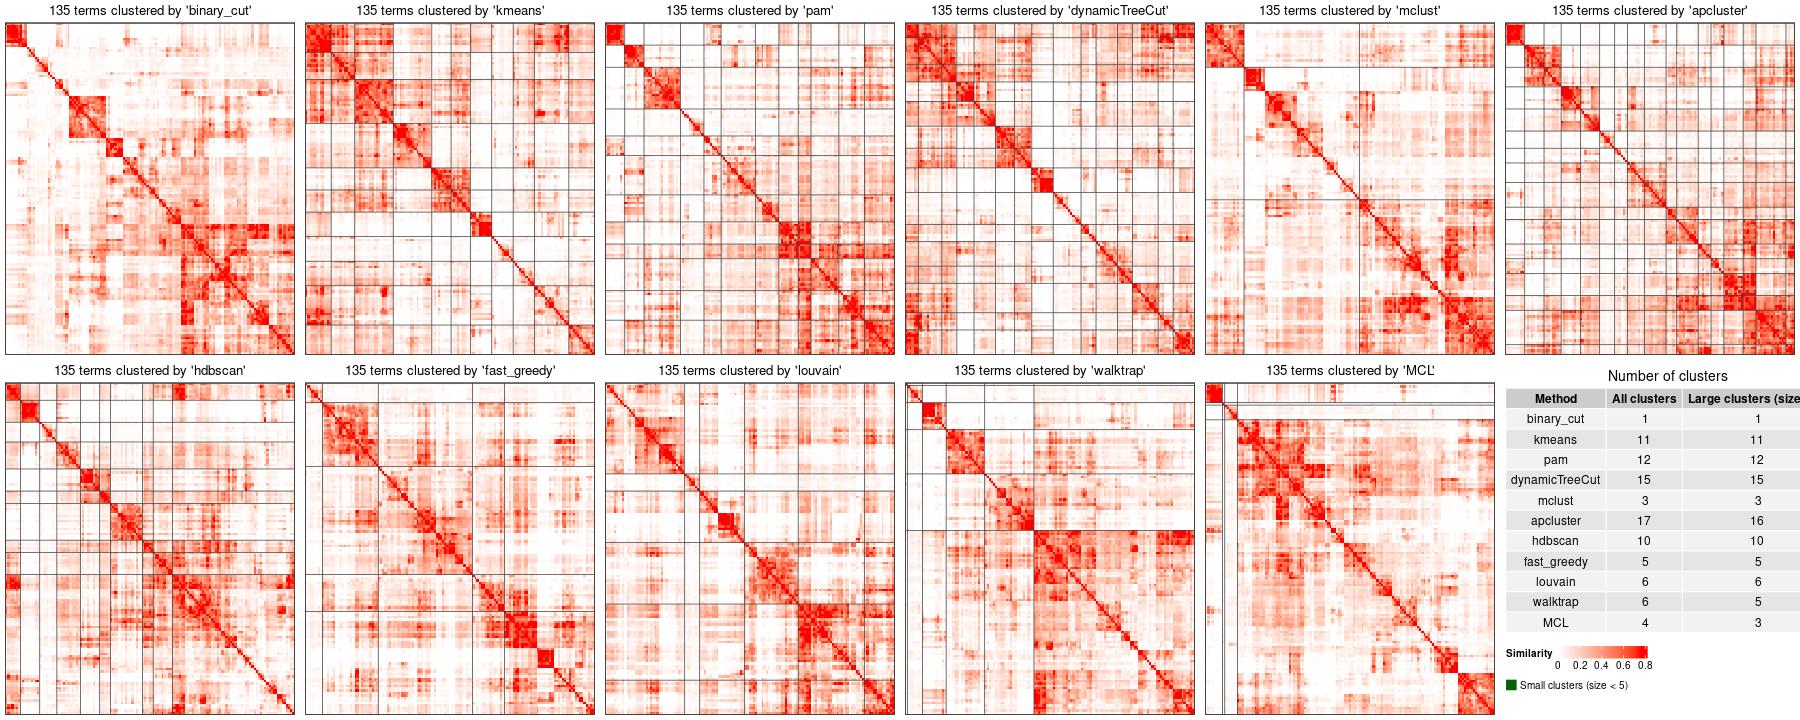 135 terms clustered by 'binary_cut'
135 terms clustered by 'kmeans'
135 terms clustered by 'pam'
135 terms clustered by 'dynamicTreeCut'
135 terms clustered by 'mclust'
135 terms clustered by 'apcluster'
135 terms clustered by 'hdbscan'
135 terms clustered by 'fast_greedy'
135 terms clustered by 'louvain'
135 terms clustered by 'walktrap'
135 terms clustered by 'MCL'
Number of clusters
Method All clusters Large clusters (size
binary_cut 1 1
kmeans 11 11
pam 12 12
dynamicTreeCut 15 15
mclust 3 3
apcluster 17 16
hdbscan 10 10
fast_greedy 5 5
louvain 6 6
walktrap 6 5
MCL 4 3
Similarity
0 0.2 0.4 0.6 0.8
Small clusters (size < 5)